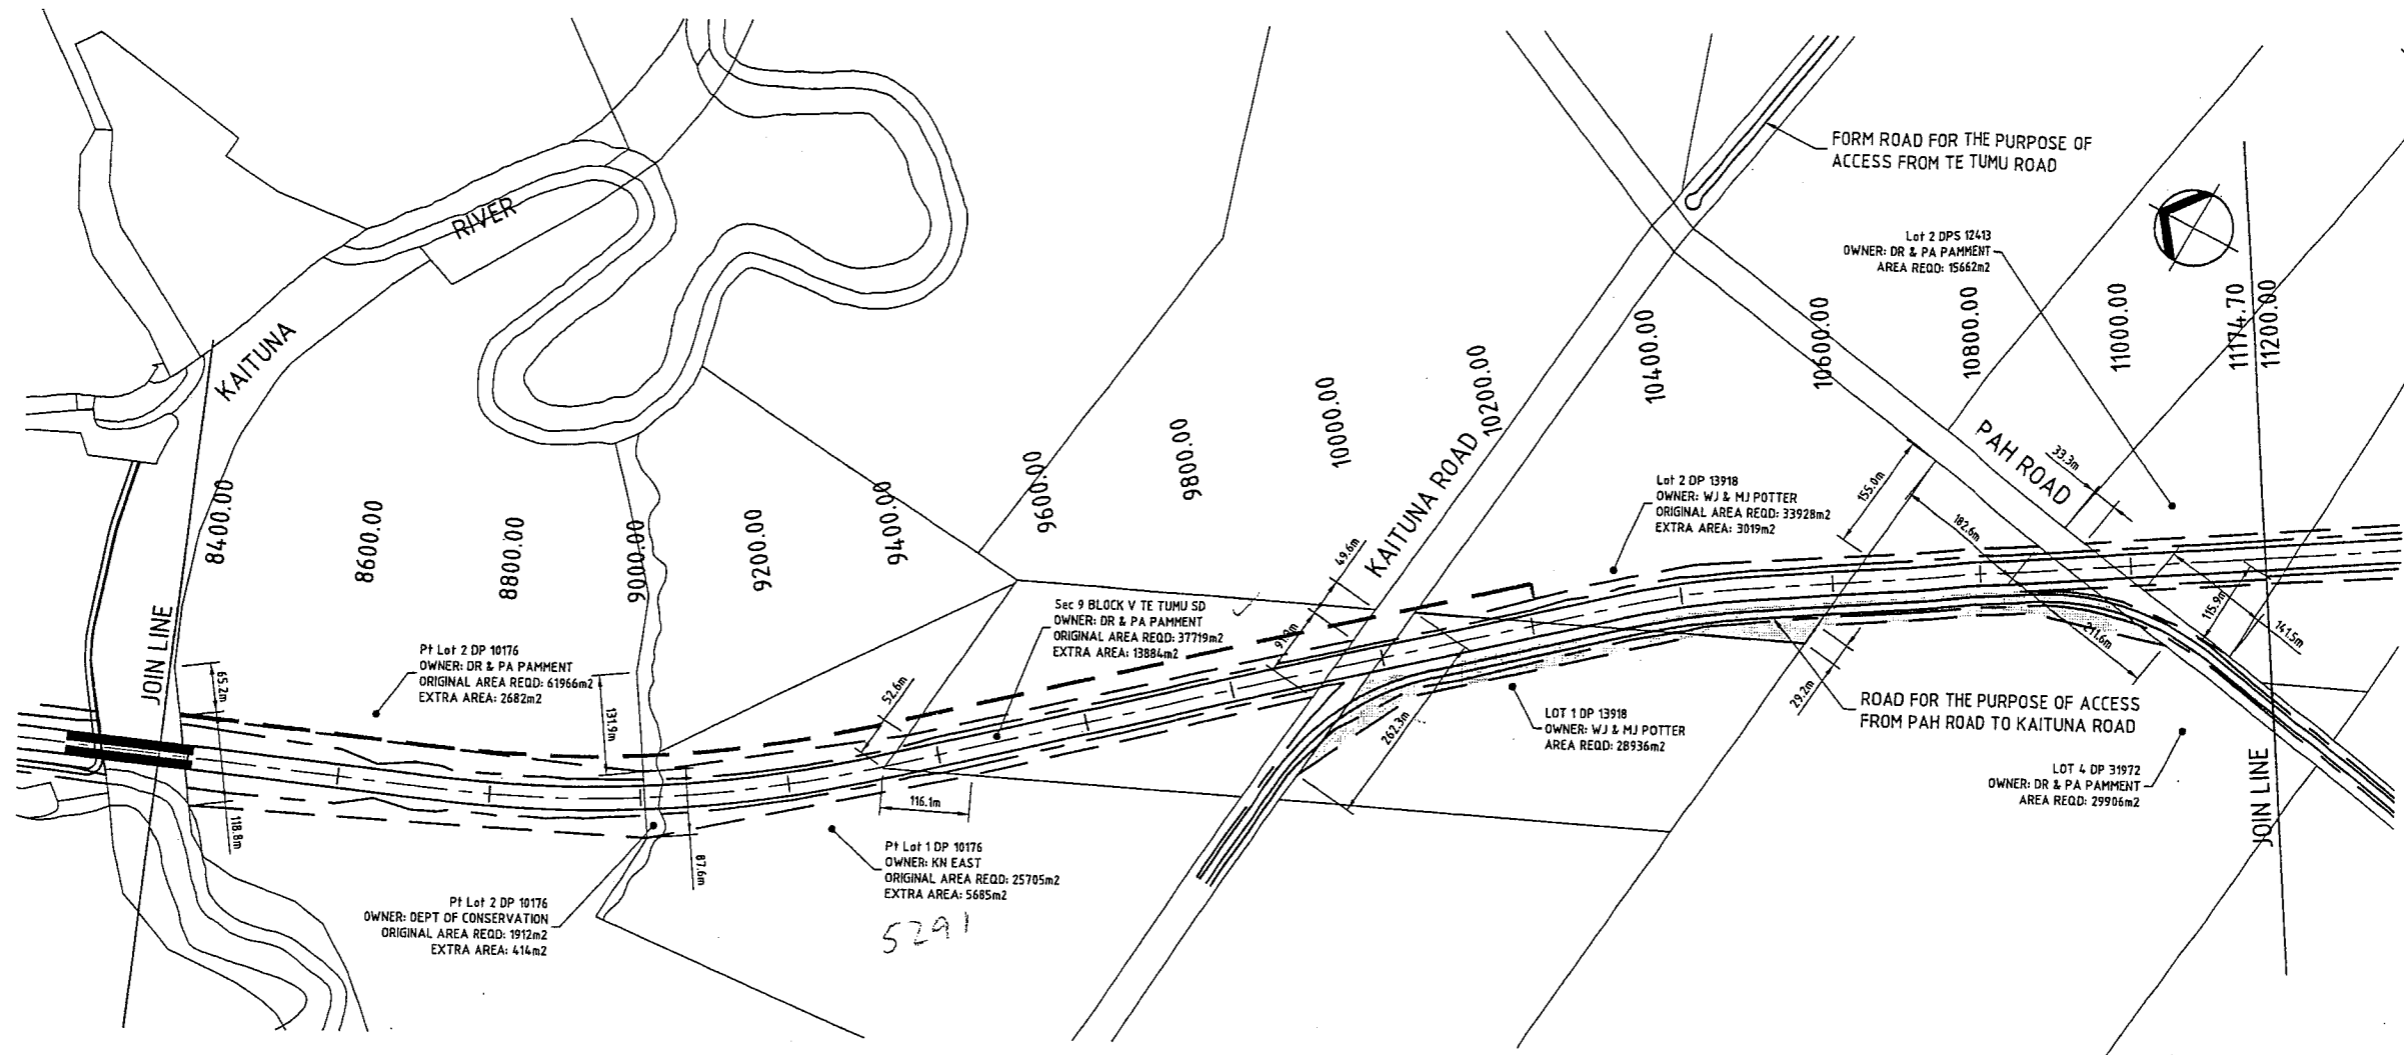 RIVER
KAITUNA
FORM ROAD FOR THE PURPOSE OF
ACCESS FROM TE TUMU ROAD
Lot 2 DPS 12413
OWNER: DR & PA PAMMENT
AREA REQD: 15662m2
8400.00
8600.00
8800.00
9000.00
9200.00
9400.00
9600.00
9800.00
10000.00
10200.00
10400.00
10600.00
10800.00
11000.00
11174.70
11200.00
KAITUNA ROAD
PAH ROAD
33.3m
155.0m
182.6m
Lot 2 DP 13918
OWNER: WJ & MJ POTTER
ORIGINAL AREA REQD: 33928m2
EXTRA AREA: 3019m2
49.6m
Sec 9 BLOCK V TE TUMU SD
OWNER: DR & PA PAMMENT
ORIGINAL AREA REQD: 37719m2
EXTRA AREA: 13884m2
JOIN LINE
Pt Lot 2 DP 10176
OWNER: DR & PA PAMMENT
ORIGINAL AREA REQD: 61966m2
EXTRA AREA: 2682m2
65.2m
131.9m
52.6m
115.9m
141.5m
211.6m
29.2m
262.3m
ROAD FOR THE PURPOSE OF ACCESS
FROM PAH ROAD TO KAITUNA ROAD
LOT 1 DP 13918
OWNER: WJ & MJ POTTER
AREA REQD: 28936m2
LOT 4 DP 31972
OWNER: DR & PA PAMMENT
AREA REQD: 29906m2
JOIN LINE
118.8m
116.1m
87.6m
Pt Lot 1 DP 10176
OWNER: KN EAST
ORIGINAL AREA REQD: 25705m2
EXTRA AREA: 5685m2
5291
Pt Lot 2 DP 10176
OWNER: DEPT OF CONSERVATION
ORIGINAL AREA REQD: 1912m2
EXTRA AREA: 414m2